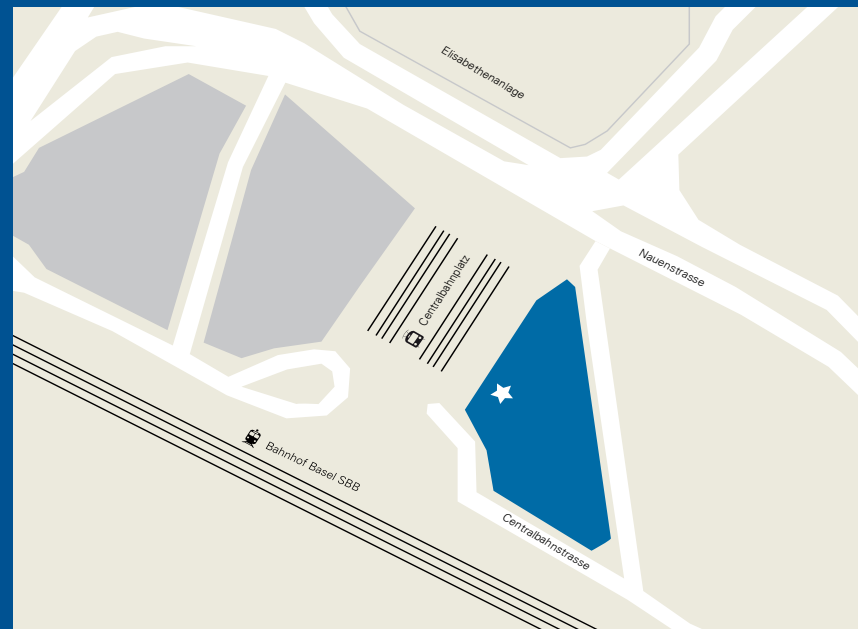 Elisabethenanlage
Nauenstrasse
Centralbahnplatz
Bahnhof Basel SBB
Centralbahnstrasse